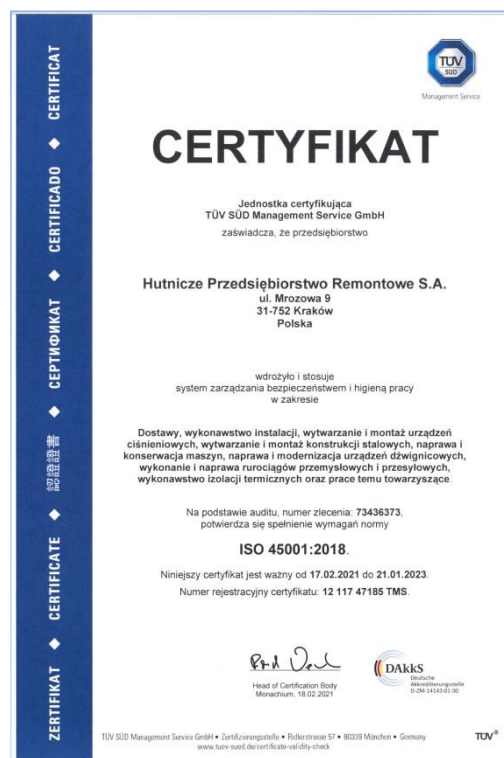 ZERTIFIKAT ◆ CERTIFICATE ◆ 認證證書 ◆ СЕРТИФИКАТ ◆ CERTIFICADO ◆ CERTIFICAT
TÜV
SÜD
Management Service
CERTYFIKAT
Jednostka certyfikująca
TÜV SÜD Management Service GmbH
zaświadcza, że przedsiębiorstwo
Hutnicze Przedsiębiorstwo Remontowe S.A.
ul. Mrozowa 9
31-752 Kraków
Polska
wdrożyło i stosuje
system zarządzania bezpieczeństwem i higieną pracy
w zakresie
Dostawy, wykonawstwo instalacji, wytwarzanie i montaż urządzeń
ciśnieniowych, wytwarzanie i montaż konstrukcji stalowych, naprawa i
konserwacja maszyn, naprawa i modernizacja urządzeń dźwignicowych,
wykonanie i naprawa rurociągów przemysłowych i przesyłowych,
wykonawstwo izolacji termicznych oraz prace temu towarzyszące.
Na podstawie auditu, numer zlecenia: 73436373,
potwierdza się spełnienie wymagań normy
ISO 45001:2018.
Niniejszy certyfikat jest ważny od 17.02.2021 do 21.01.2023.
Numer rejestracyjny certyfikatu: 12 117 47185 TMS.
Head of Certification Body
Monachium, 18.02.2021
DAkkS
Deutsche
Akkreditierungsstelle
D-ZM-14143-01-00
TÜV SÜD Management Service GmbH • Zertifizierungsstelle • Ridlerstrasse 57 • 80339 München • Germany
www.tuev-sued.de/certificate-validity-check
TÜV®